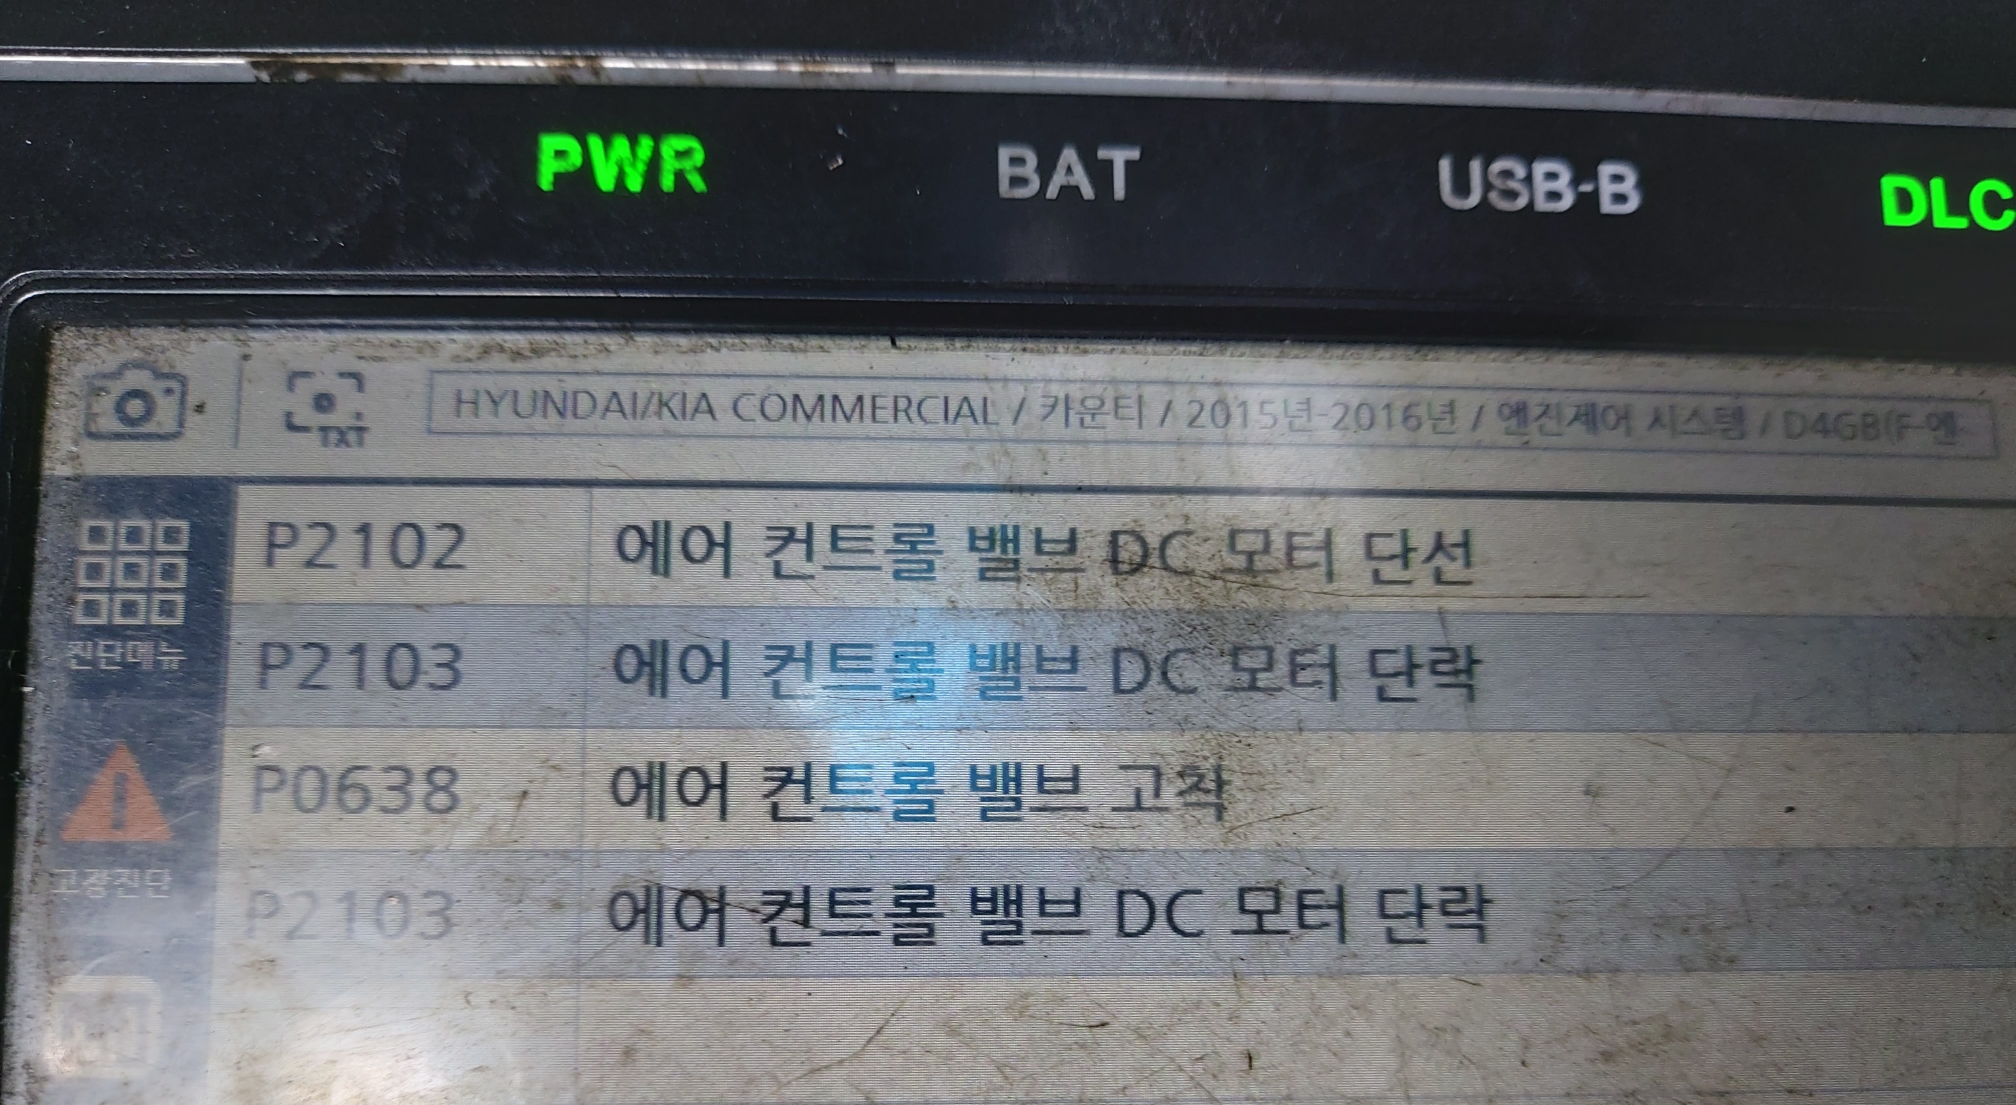 PWR BAT USB-B DLC
TXT
HYUNDAI/KIA COMMERCIAL / 카운티 / 2015년-2016년 / 엔진제어 시스템 / D4GB(F-엔
P2102 에어 컨트롤 밸브 DC 모터 단선
진단메뉴
P2103 에어 컨트롤 밸브 DC 모터 단락
P0638 에어 컨트롤 밸브 고착
고장진단
P2103 에어 컨트롤 밸브 DC 모터 단락